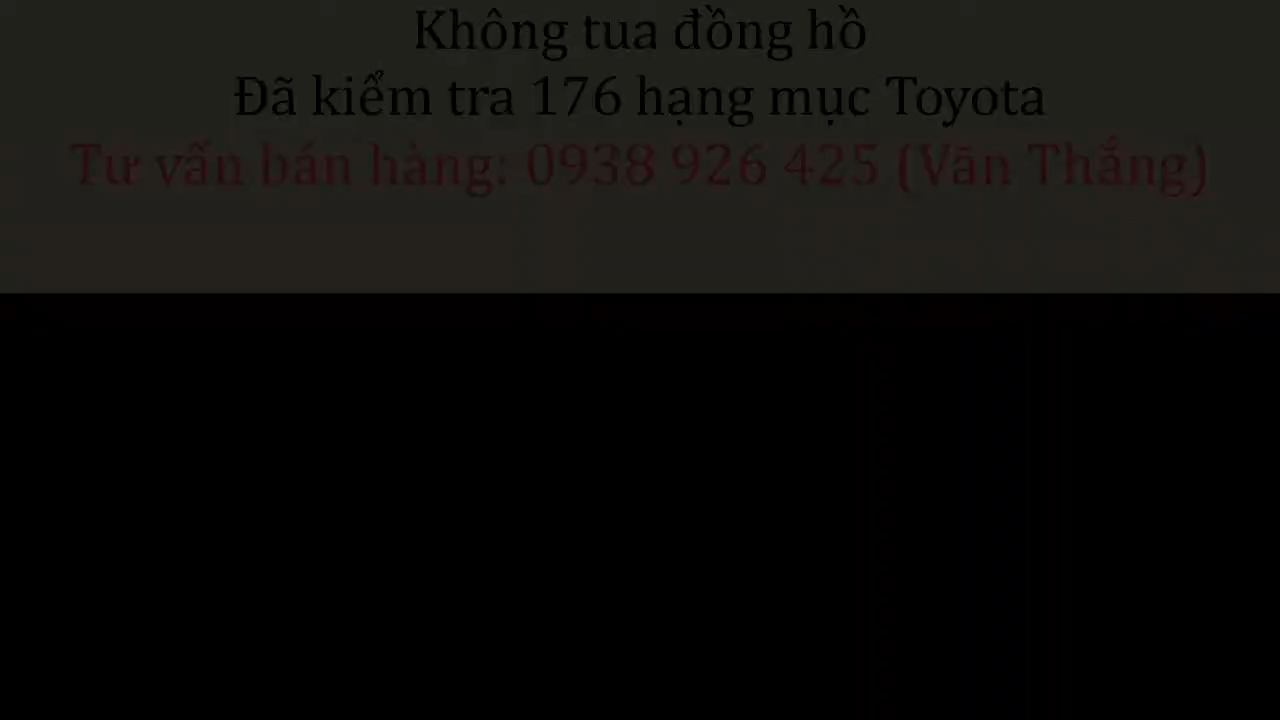 Không tua đồng hồ
Đã kiểm tra 176 hạng mục Toyota
Tư vấn bán hàng: 0938 926 425 (Văn Thắng)